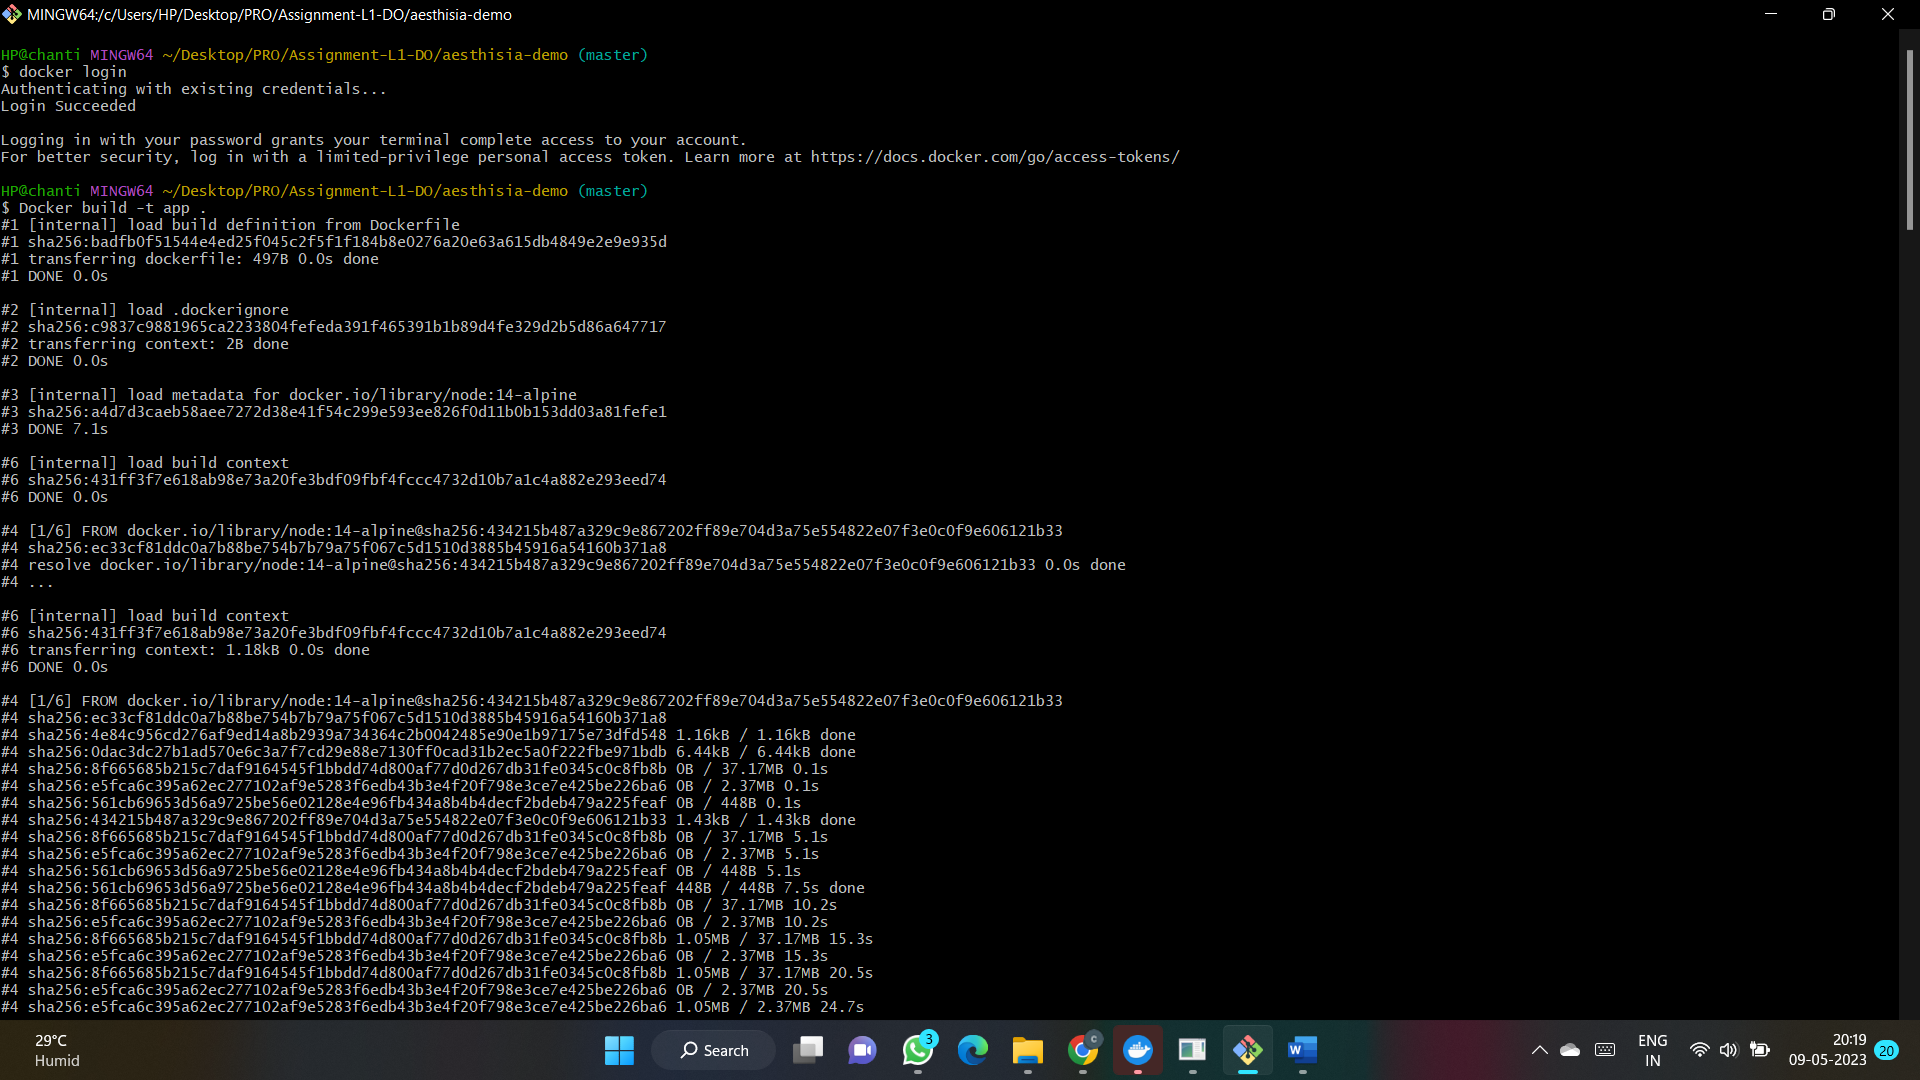 MINGW64:/c/Users/HP/Desktop/PRO/Assignment-L1-DO/aesthisia-demo
HP@chanti MINGW64 ~/Desktop/PRO/Assignment-L1-DO/aesthisia-demo (master)
$ docker login
Authenticating with existing credentials...
Login Succeeded
Logging in with your password grants your terminal complete access to your account.
For better security, log in with a limited-privilege personal access token. Learn more at https://docs.docker.com/go/access-tokens/
HP@chanti MINGW64 ~/Desktop/PRO/Assignment-L1-DO/aesthisia-demo (master)
$ Docker build -t app .
#1 [internal] load build definition from Dockerfile
#1 sha256:badfb0f51544e4ed25f045c2f5f1f184b8e0276a20e63a615db4849e2e9e935d
#1 transferring dockerfile: 497B 0.0s done
#1 DONE 0.0s
#2 [internal] load .dockerignore
#2 sha256:c9837c9881965ca2233804fefeda391f465391b1b89d4fe329d2b5d86a647717
#2 transferring context: 2B done
#2 DONE 0.0s
#3 [internal] load metadata for docker.io/library/node:14-alpine
#3 sha256:a4d7d3caeb58aee7272d38e41f54c299e593ee826f0d11b0b153dd03a81fefe1
#3 DONE 7.1s
#6 [internal] load build context
#6 sha256:431ff3f7e618ab98e73a20fe3bdf09fbf4fccc4732d10b7a1c4a882e293eed74
#6 DONE 0.0s
#4 [1/6] FROM docker.io/library/node:14-alpine@sha256:434215b487a329c9e867202ff89e704d3a75e554822e07f3e0c0f9e606121b33
#4 sha256:ec33cf81ddc0a7b88be754b7b79a75f067c5d1510d3885b45916a54160b371a8
#4 resolve docker.io/library/node:14-alpine@sha256:434215b487a329c9e867202ff89e704d3a75e554822e07f3e0c0f9e606121b33 0.0s done
#4 ...
#6 [internal] load build context
#6 sha256:431ff3f7e618ab98e73a20fe3bdf09fbf4fccc4732d10b7a1c4a882e293eed74
#6 transferring context: 1.18kB 0.0s done
#6 DONE 0.0s
#4 [1/6] FROM docker.io/library/node:14-alpine@sha256:434215b487a329c9e867202ff89e704d3a75e554822e07f3e0c0f9e606121b33
#4 sha256:ec33cf81ddc0a7b88be754b7b79a75f067c5d1510d3885b45916a54160b371a8
#4 sha256:4e84c956cd276af9ed14a8b2939a734364c2b0042485e90e1b97175e73dfd548 1.16kB / 1.16kB done
#4 sha256:0dac3dc27b1ad570e6c3a7f7cd29e88e7130ff0cad31b2ec5a0f222fbe971bdb 6.44kB / 6.44kB done
#4 sha256:8f665685b215c7daf9164545f1bbdd74d800af77d0d267db31fe0345c0c8fb8b 0B / 37.17MB 0.1s
#4 sha256:e5fca6c395a62ec277102af9e5283f6edb43b3e4f20f798e3ce7e425be226ba6 0B / 2.37MB 0.1s
#4 sha256:561cb69653d56a9725be56e02128e4e96fb434a8b4b4decf2bdeb479a225feaf 0B / 448B 0.1s
#4 sha256:434215b487a329c9e867202ff89e704d3a75e554822e07f3e0c0f9e606121b33 1.43kB / 1.43kB done
#4 sha256:8f665685b215c7daf9164545f1bbdd74d800af77d0d267db31fe0345c0c8fb8b 0B / 37.17MB 5.1s
#4 sha256:e5fca6c395a62ec277102af9e5283f6edb43b3e4f20f798e3ce7e425be226ba6 0B / 2.37MB 5.1s
#4 sha256:561cb69653d56a9725be56e02128e4e96fb434a8b4b4decf2bdeb479a225feaf 0B / 448B 5.1s
#4 sha256:561cb69653d56a9725be56e02128e4e96fb434a8b4b4decf2bdeb479a225feaf 448B / 448B 7.5s done
#4 sha256:8f665685b215c7daf9164545f1bbdd74d800af77d0d267db31fe0345c0c8fb8b 0B / 37.17MB 10.2s
#4 sha256:e5fca6c395a62ec277102af9e5283f6edb43b3e4f20f798e3ce7e425be226ba6 0B / 2.37MB 10.2s
#4 sha256:8f665685b215c7daf9164545f1bbdd74d800af77d0d267db31fe0345c0c8fb8b 1.05MB / 37.17MB 15.3s
#4 sha256:e5fca6c395a62ec277102af9e5283f6edb43b3e4f20f798e3ce7e425be226ba6 0B / 2.37MB 15.3s
#4 sha256:8f665685b215c7daf9164545f1bbdd74d800af77d0d267db31fe0345c0c8fb8b 1.05MB / 37.17MB 20.5s
#4 sha256:e5fca6c395a62ec277102af9e5283f6edb43b3e4f20f798e3ce7e425be226ba6 0B / 2.37MB 20.5s
#4 sha256:e5fca6c395a62ec277102af9e5283f6edb43b3e4f20f798e3ce7e425be226ba6 1.05MB / 2.37MB 24.7s
29°C
Humid
Search
3
C
W
ENG
IN
20:19
09-05-2023
20